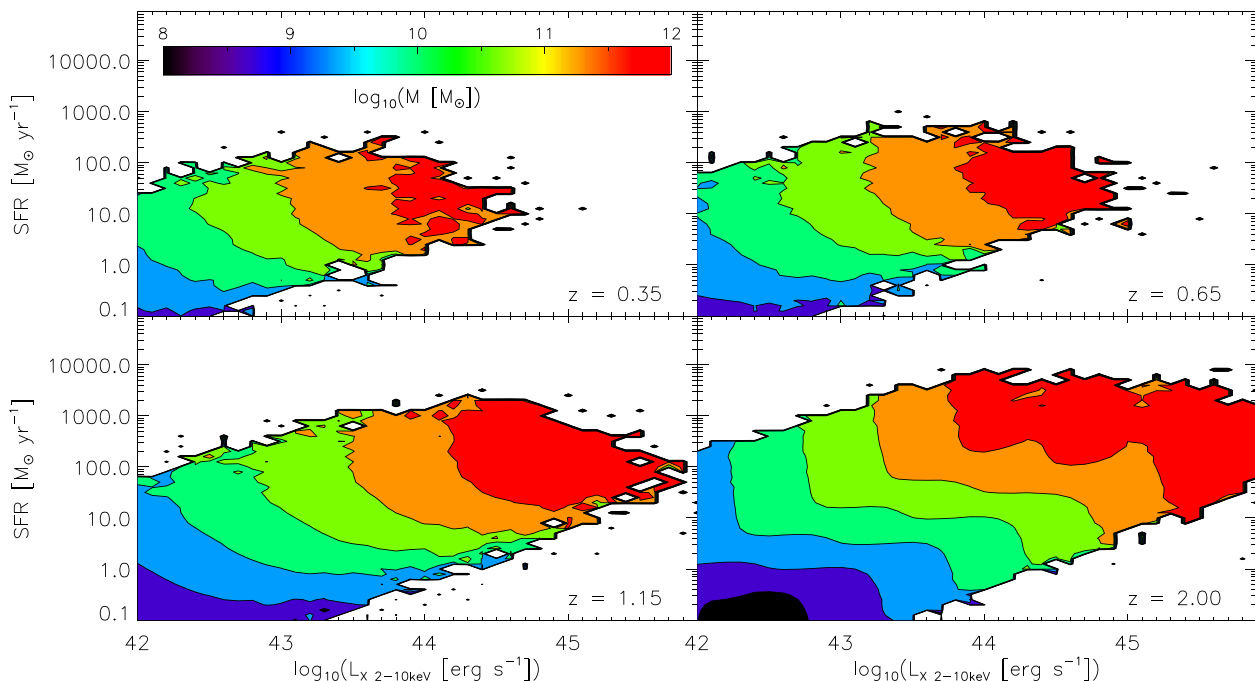 8 9 10 11 12
log₁₀(M [M⊙])
10000.0
1000.0
100.0
10.0
1.0
0.1
SFR [M⊙ yr⁻¹]
z = 0.35
z = 0.65
10000.0
1000.0
100.0
10.0
1.0
0.1
SFR [M⊙ yr⁻¹]
z = 1.15
z = 2.00
42 43 44 45
42 43 44 45
log₁₀(L_X 2−10keV [erg s⁻¹])
log₁₀(L_X 2−10keV [erg s⁻¹])